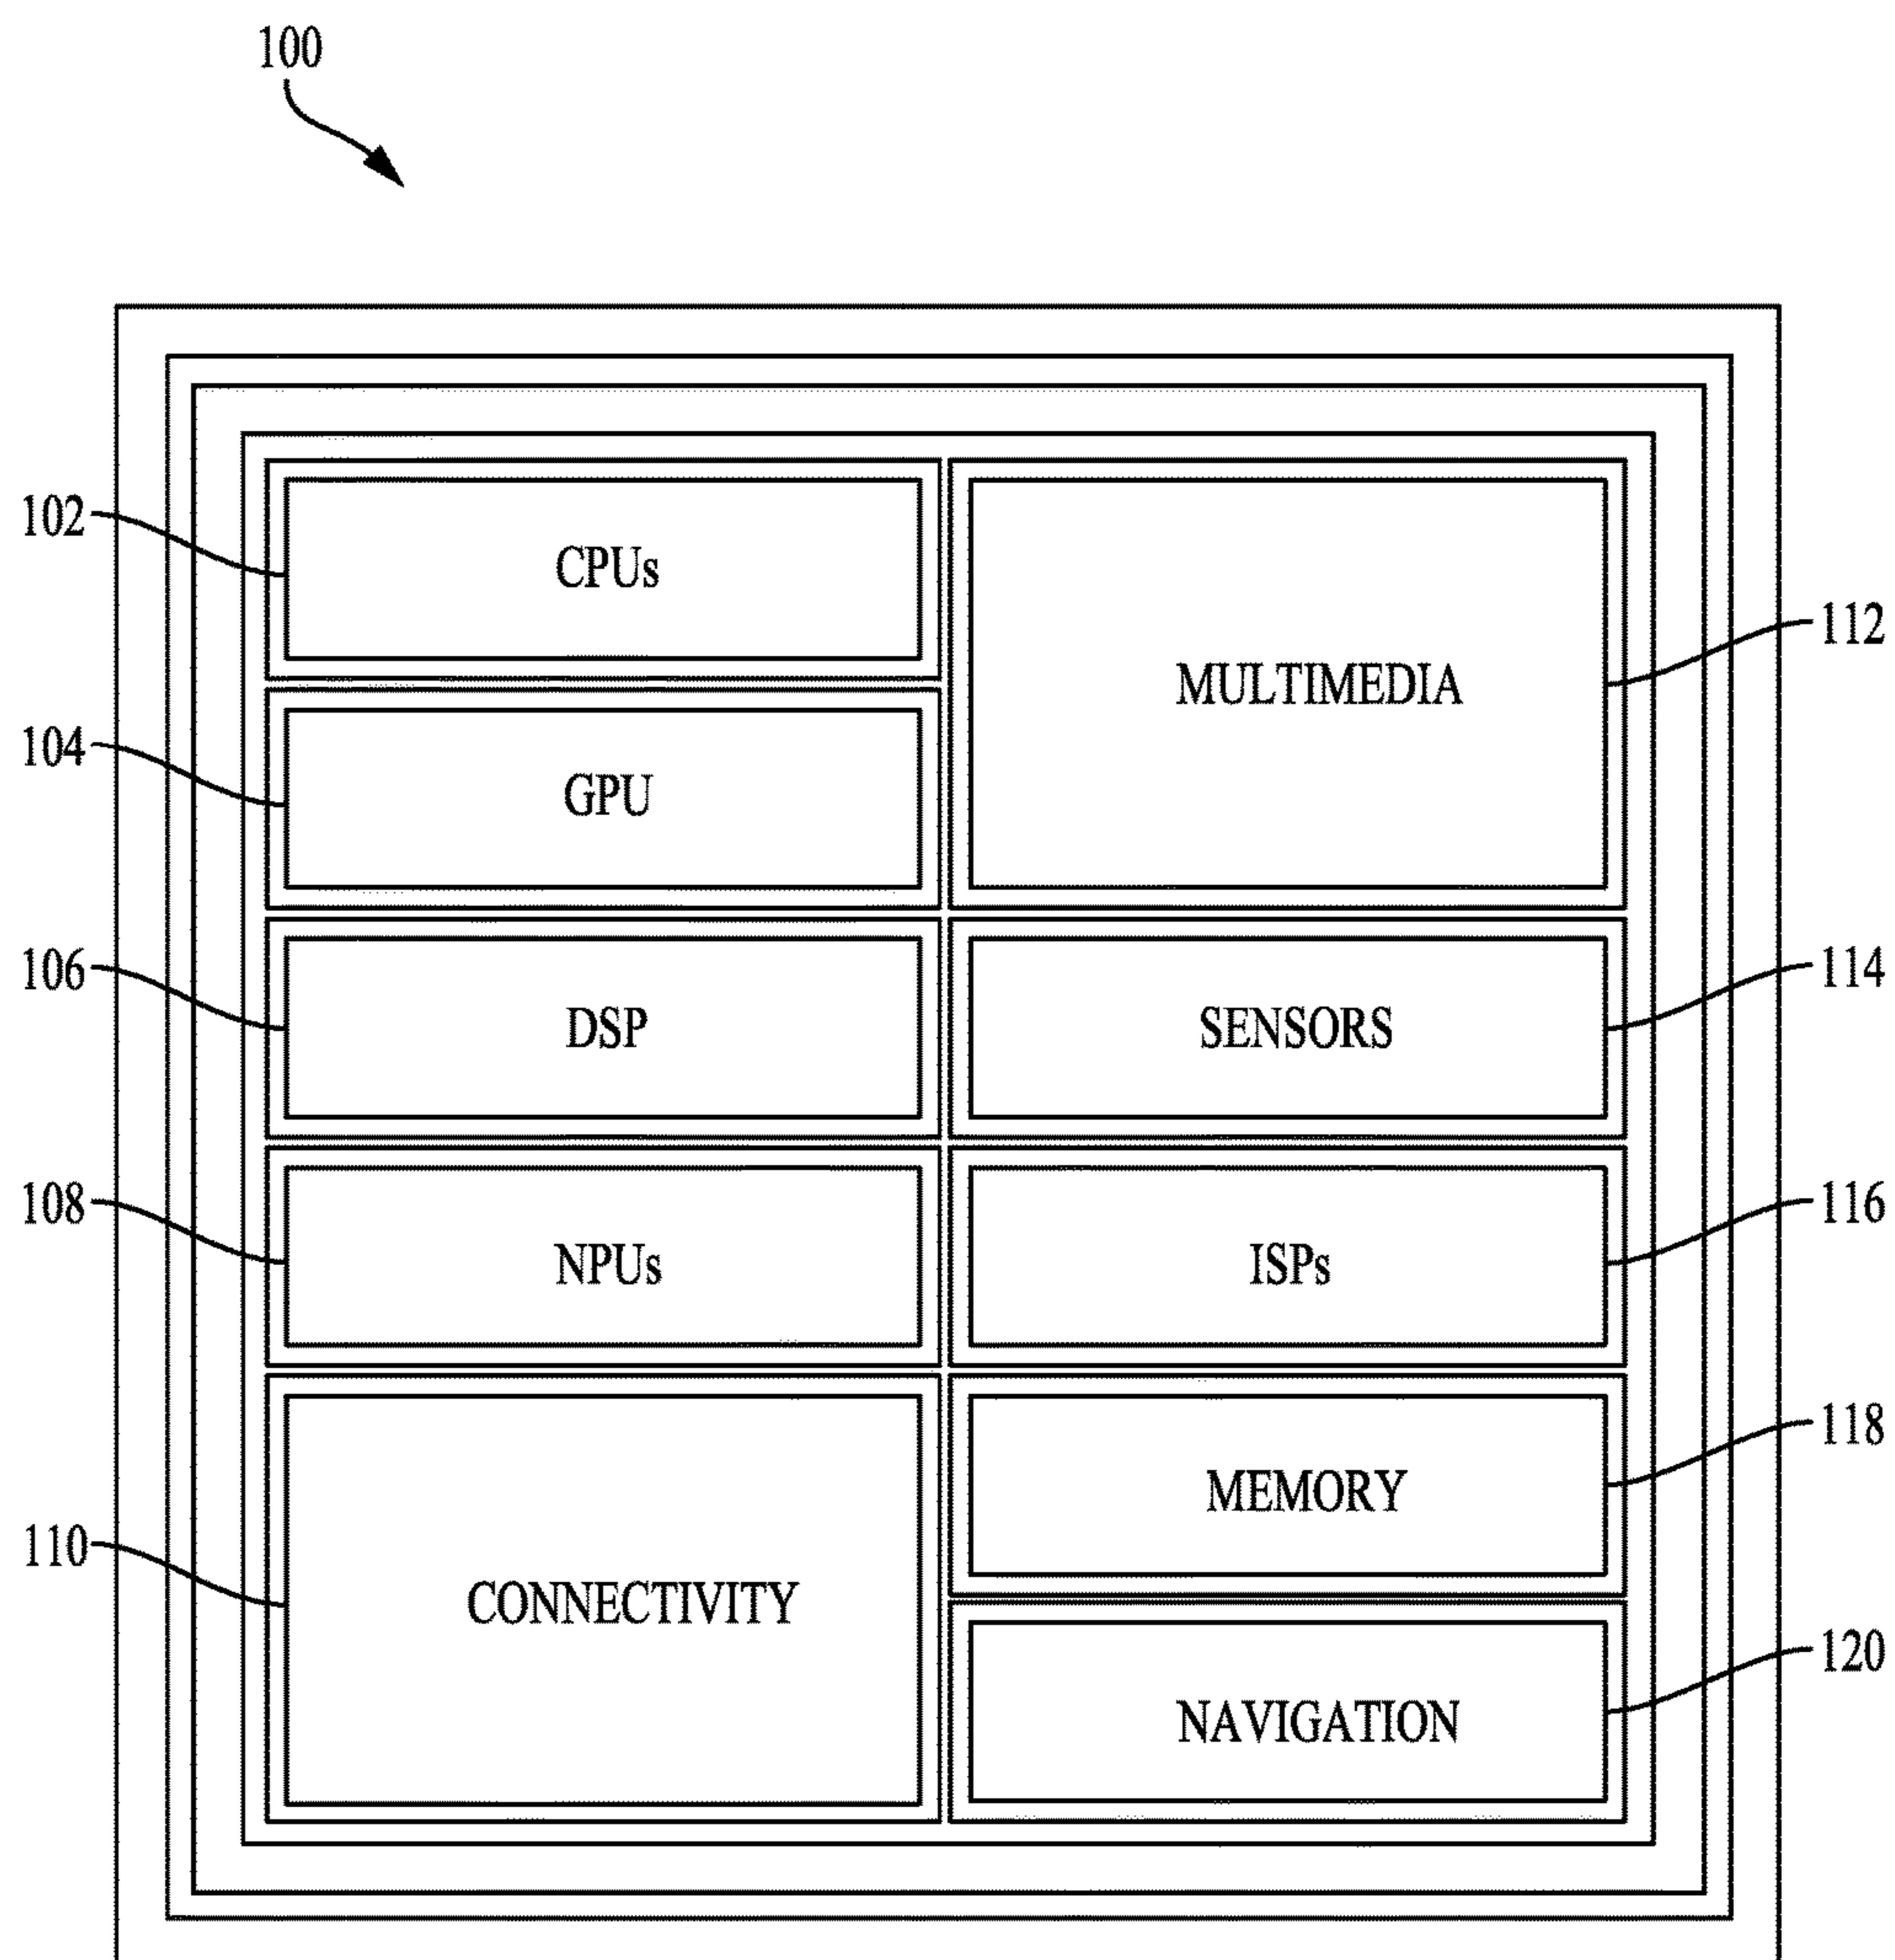 100
102
CPUs
MULTIMEDIA
112
104
GPU
106
DSP
SENSORS
114
108
NPUs
ISPs
116
110
CONNECTIVITY
MEMORY
118
NAVIGATION
120